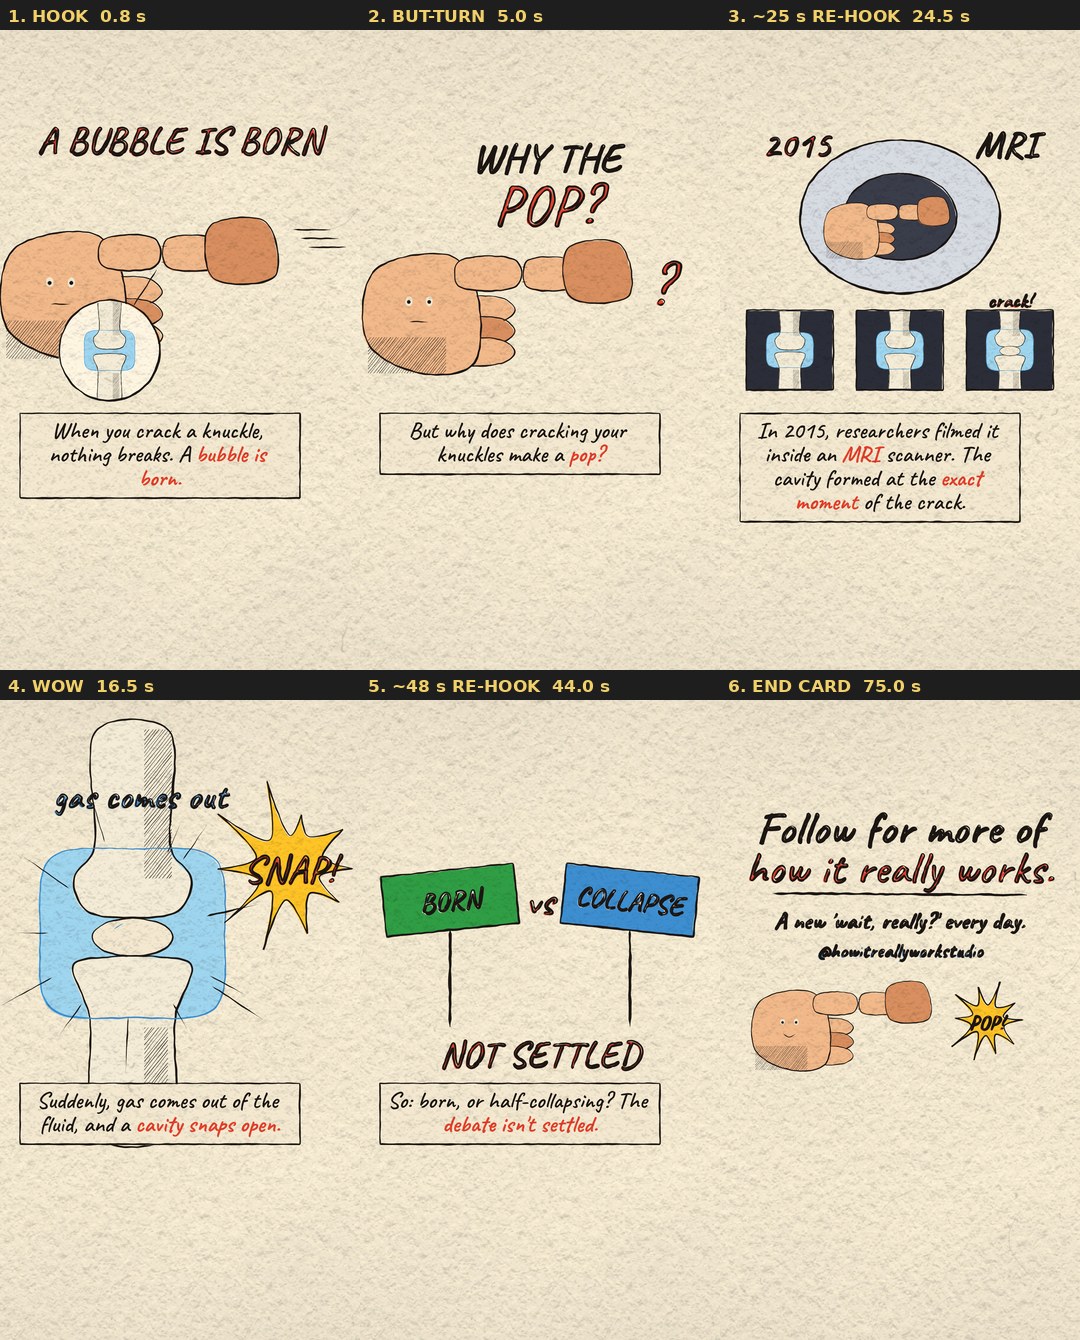 1. HOOK 0.8 s
A BUBBLE IS BORN
When you crack a knuckle,
nothing breaks. A bubble is
born.
2. BUT-TURN 5.0 s
WHY THE
POP?
?
But why does cracking your
knuckles make a pop?
3. ~25 s RE-HOOK 24.5 s
2015 MRI
crack!
In 2015, researchers filmed it
inside an MRI scanner. The
cavity formed at the exact
moment of the crack.
4. WOW 16.5 s
gas comes out
SNAP!
Suddenly, gas comes out of the
fluid, and a cavity snaps open.
5. ~48 s RE-HOOK 44.0 s
BORN vs COLLAPSE
NOT SETTLED
So: born, or half-collapsing? The
debate isn't settled.
6. END CARD 75.0 s
Follow for more of
how it really works.
A new 'wait, really?' every day.
@howitreallyworkstudio
POP!